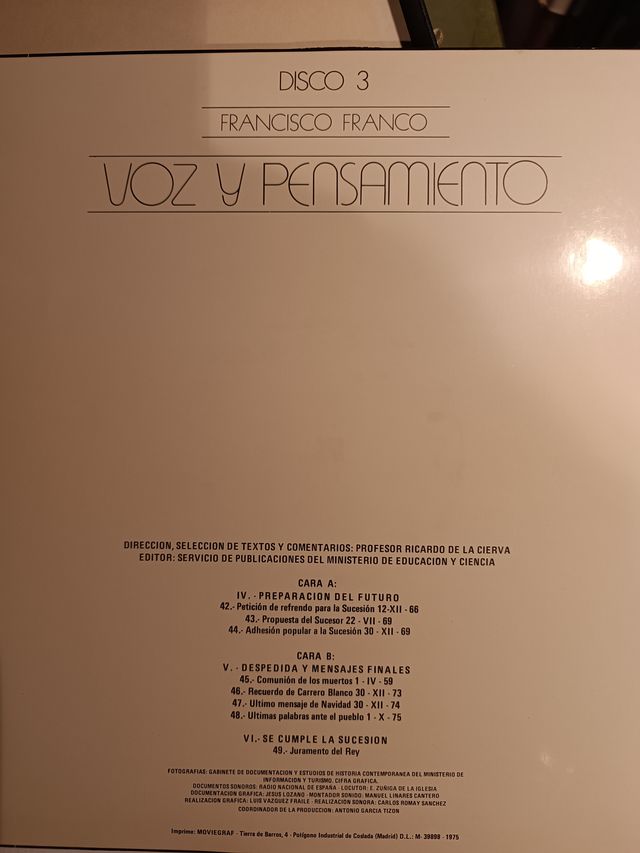 DISCO 3
FRANCISCO FRANCO
VOZ Y PENSAMIENTO
DIRECCION, SELECCION DE TEXTOS Y COMENTARIOS: PROFESOR RICARDO DE LA CIERVA
EDITOR: SERVICIO DE PUBLICACIONES DEL MINISTERIO DE EDUCACION Y CIENCIA
CARA A:
IV. - PREPARACION DEL FUTURO
42.- Petición de refrendo para la Sucesión 12-XII - 66
43.- Propuesta del Sucesor 22 - VII - 69
44.- Adhesión popular a la Sucesión 30 - XII - 69
CARA B:
V. - DESPEDIDA Y MENSAJES FINALES
45.- Comunión de los muertos 1 - IV - 59
46.- Recuerdo de Carrero Blanco 30 - XII - 73
47.- Ultimo mensaje de Navidad 30 - XII - 74
48.- Ultimas palabras ante el pueblo 1 - X - 75
VI.- SE CUMPLE LA SUCESION
49.- Juramento del Rey
FOTOGRAFIAS: GABINETE DE DOCUMENTACION Y ESTUDIOS DE HISTORIA CONTEMPORANEA DEL MINISTERIO DE
INFORMACION Y TURISMO. CIFRA GRAFICA.
DOCUMENTOS SONOROS: RADIO NACIONAL DE ESPAÑA - LOCUTOR: E. ZUÑIGA DE LA IGLESIA
DOCUMENTACION GRAFICA: JESUS LOZANO - MONTADOR SONIDO: MANUEL LINARES CANTERO
REALIZACION GRAFICA: LUIS VAZQUEZ FRAILE - REALIZACION SONORA: CARLOS ROMAY SANCHEZ
COORDINADOR DE LA PRODUCCION: ANTONIO GARCIA TIZON
Imprime: MOVIEGRAF - Tierra de Barros, 4 - Polígono Industrial de Coslada (Madrid) D.L.: M- 39898 - 1975